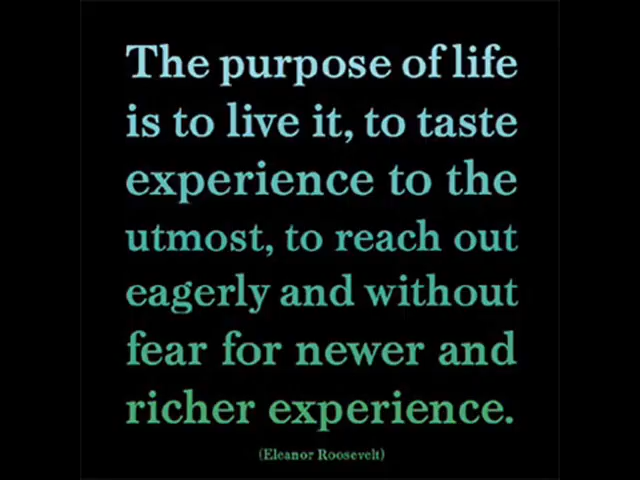 The purpose of life
is to live it, to taste
experience to the
utmost, to reach out
eagerly and without
fear for newer and
richer experience.
(Eleanor Roosevelt)